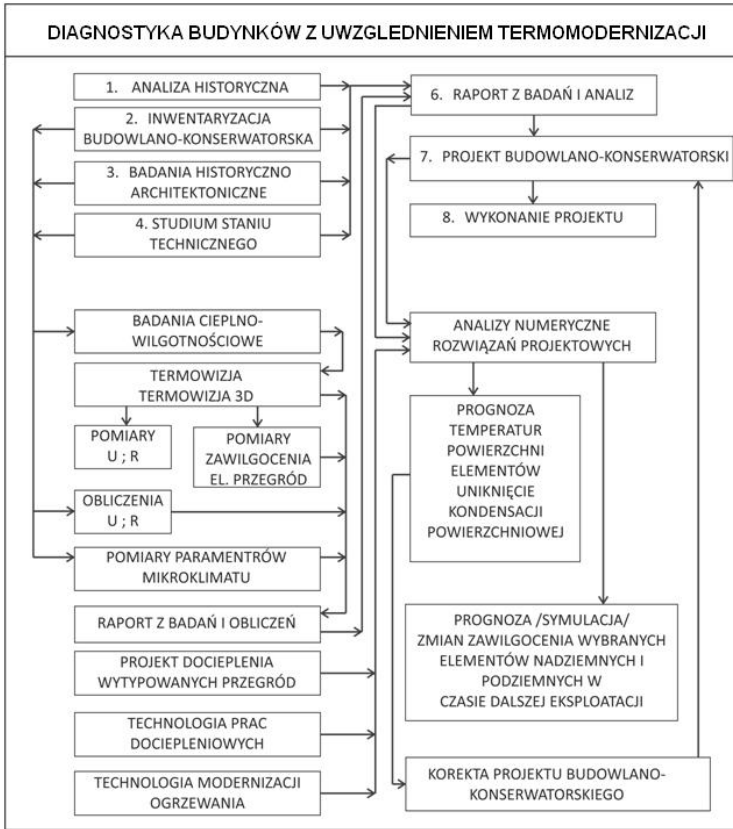 DIAGNOSTYKA BUDYNKÓW Z UWZGLEDNIENIEM TERMOMODERNIZACJI
1. ANALIZA HISTORYCZNA
2. INWENTARYZACJA
BUDOWLANO-KONSERWATORSKA
3. BADANIA HISTORYCZNO
ARCHITEKTONICZNE
4. STUDIUM STANIU
TECHNICZNEGO
BADANIA CIEPLNO-
WILGOTNOŚCIOWE
TERMOWIZJA
TERMOWIZJA 3D
POMIARY
U ; R
POMIARY
ZAWILGOCENIA
EL. PRZEGRÓD
OBLICZENIA
U ; R
POMIARY PARAMENTRÓW
MIKROKLIMATU
RAPORT Z BADAŃ I OBLICZEŃ
PROJEKT DOCIEPLENIA
WYTYPOWANYCH PRZEGRÓD
TECHNOLOGIA PRAC
DOCIEPLENIOWYCH
TECHNOLOGIA MODERNIZACJI
OGRZEWANIA
6. RAPORT Z BADAŃ I ANALIZ
7. PROJEKT BUDOWLANO-KONSERWATORSKI
8. WYKONANIE PROJEKTU
ANALIZY NUMERYCZNE
ROZWIĄZAŃ PROJEKTOWYCH
PROGNOZA
TEMPERATUR
POWIERZCHNI
ELEMENTÓW
UNIKNIĘCIE
KONDENSACJI
POWIERZCHNIOWEJ
PROGNOZA /SYMULACJA/
ZMIAN ZAWILGOCENIA WYBRANYCH
ELEMENTÓW NADZIEMNYCH I
PODZIEMNYCH W
CZASIE DALSZEJ EKSPLOATACJI
KOREKTA PROJEKTU BUDOWLANO-
KONSERWATORSKIEGO